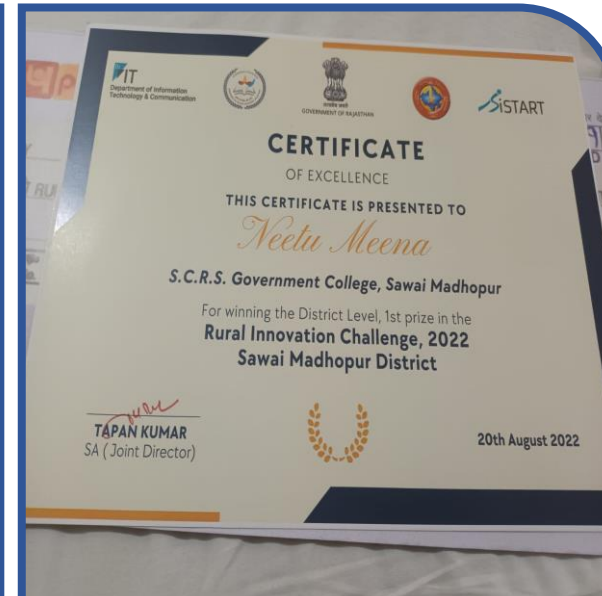 IT
Department of Information
Technology & Communication
GOVERNMENT OF RAJASTHAN
iSTART
CERTIFICATE
OF EXCELLENCE
THIS CERTIFICATE IS PRESENTED TO
Neetu Meena
S.C.R.S. Government College, Sawai Madhopur
For winning the District Level, 1st prize in the
Rural Innovation Challenge, 2022
Sawai Madhopur District
TAPAN KUMAR
SA ( Joint Director)
20th August 2022